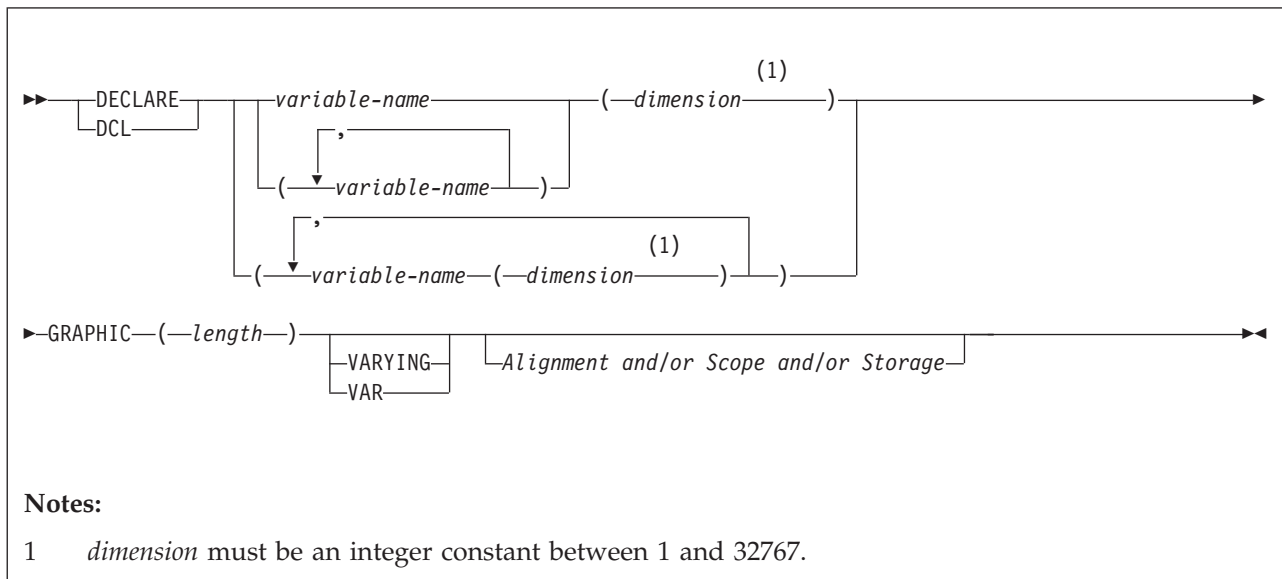 (1)
DECLARE variable-name ( dimension )
DCL ,
( variable-name )
,
(1)
( variable-name ( dimension ) )
GRAPHIC ( length )
VARYING Alignment and/or Scope and/or Storage
VAR
Notes:
1 dimension must be an integer constant between 1 and 32767.